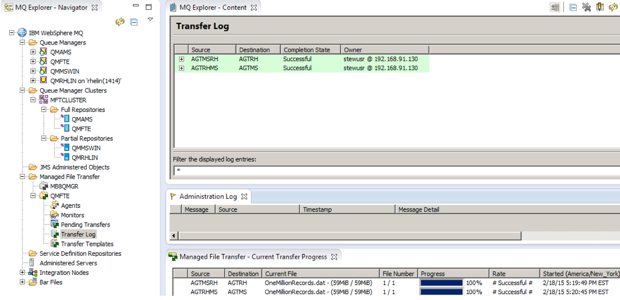 MQ Explorer - Navigator
IBM WebSphere MQ
Queue Managers
QMAMS
QMFTE
QMMSWIN
QMRHLIN on 'rhelin(1414)'
Queue Manager Clusters
MFTCLUSTER
Full Repositories
QMAMS
QMFTE
Partial Repositories
QMMSWIN
QMRHLIN
JMS Administered Objects
Managed File Transfer
MB8QMGR
QMFTE
Agents
Monitors
Pending Transfers
Transfer Log
Transfer Templates
Service Definition Repositories
Administered Servers
Integration Nodes
Bar Files
MQ Explorer - Content
Transfer Log
Source Destination Completion State Owner
AGTMSRH AGTRH Successful stewusr @ 192.168.91.130
AGTRHMS AGTMS Successful stewusr @ 192.168.91.130
Filter the displayed log entries:
*
Administration Log
Message Source Timestamp Message Detail
Managed File Transfer - Current Transfer Progress
Source Destination Current File File Number Progress Rate Started (America/New_York)
AGTMSRH AGTRH OneMillionRecords.dat - (59MiB / 59MiB) 1 / 1 100% # Successful # 2/18/15 5:19:49 PM EST
AGTRHMS AGTMS OneMillionRecords.dat - (59MiB / 59MiB) 1 / 1 100% # Successful # 2/18/15 5:20:45 PM EST